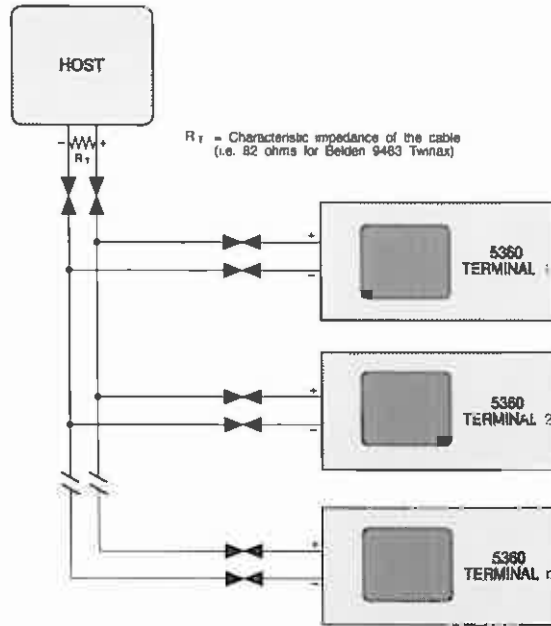 HOST
- +
R T
R T = Characteristic impedance of the cable
(i.e. 82 ohms for Belden 9463 Twinax)
+
-
5360
TERMINAL 1
+
-
5360
TERMINAL 2
+
-
5360
TERMINAL n